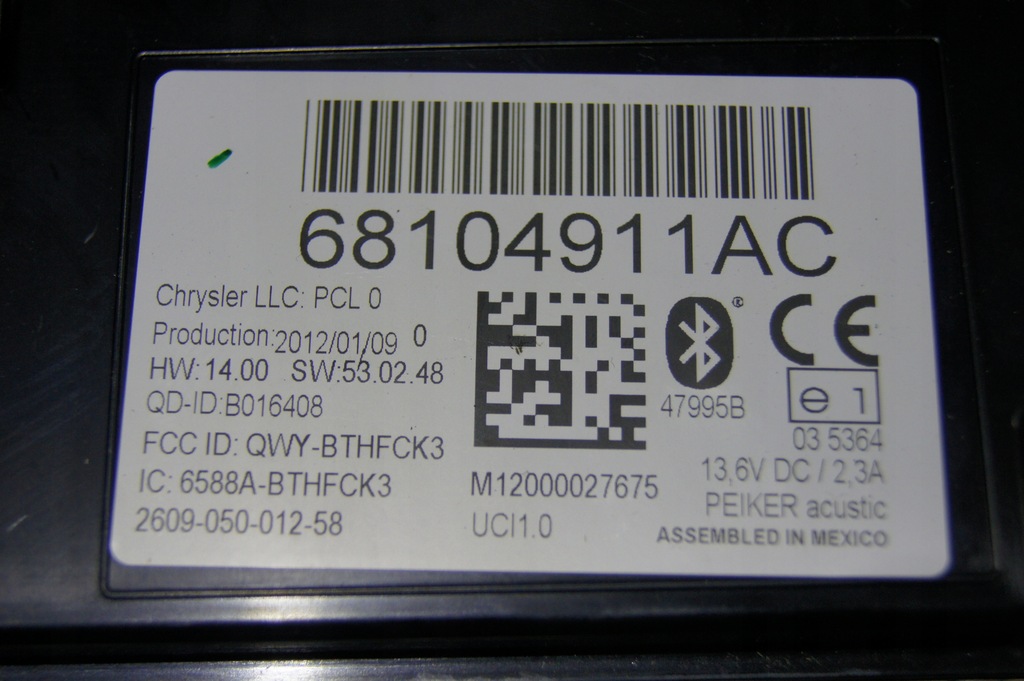 68104911AC
Chrysler LLC: PCL 0
Production:2012/01/09 0
HW: 14.00 SW:53.02.48
QD-ID:B016408
FCC ID: QWY-BTHFCK3
IC: 6588A-BTHFCK3
2609-050-012-58
M12000027675
UCI1.0
®
47995B
CE
e 1
03 5364
13,6V DC / 2,3A
PEIKER acustic
ASSEMBLED IN MEXICO